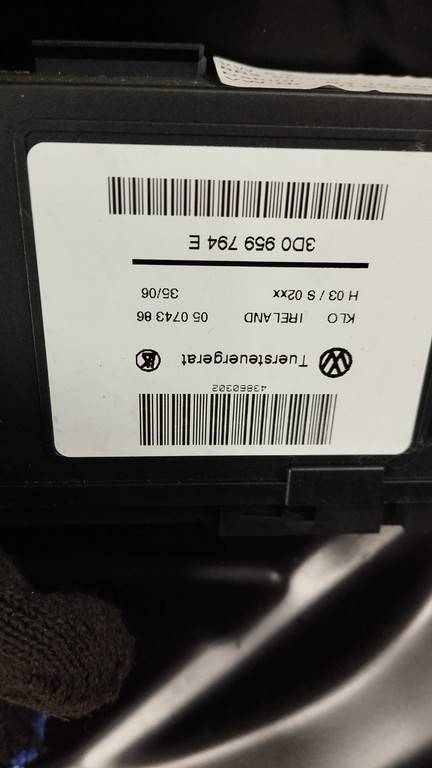 43860302
Tuersteuergerat
KLO IRELAND 05 0743 86
H 03 / S 02xx 35/06
3D0 959 794 E